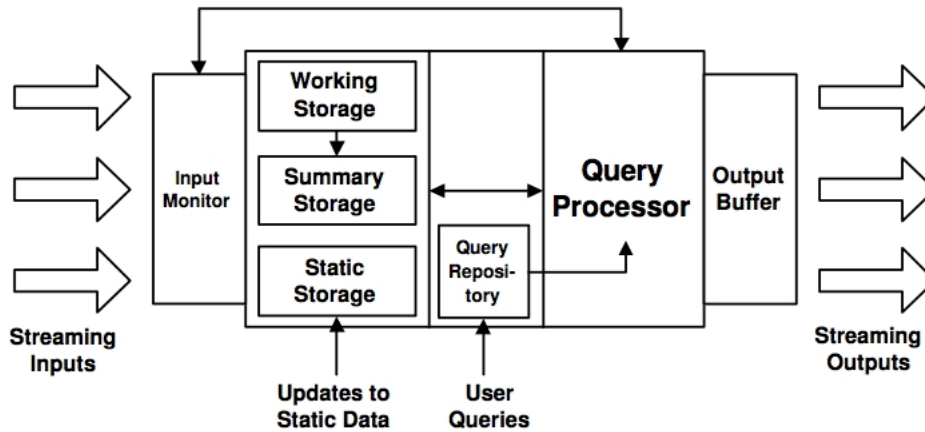 Working
Storage
Summary
Storage
Static
Storage
Input
Monitor
Query
Reposi-
tory
Query
Processor
Output
Buffer
Streaming
Inputs
Updates to
Static Data
User
Queries
Streaming
Outputs